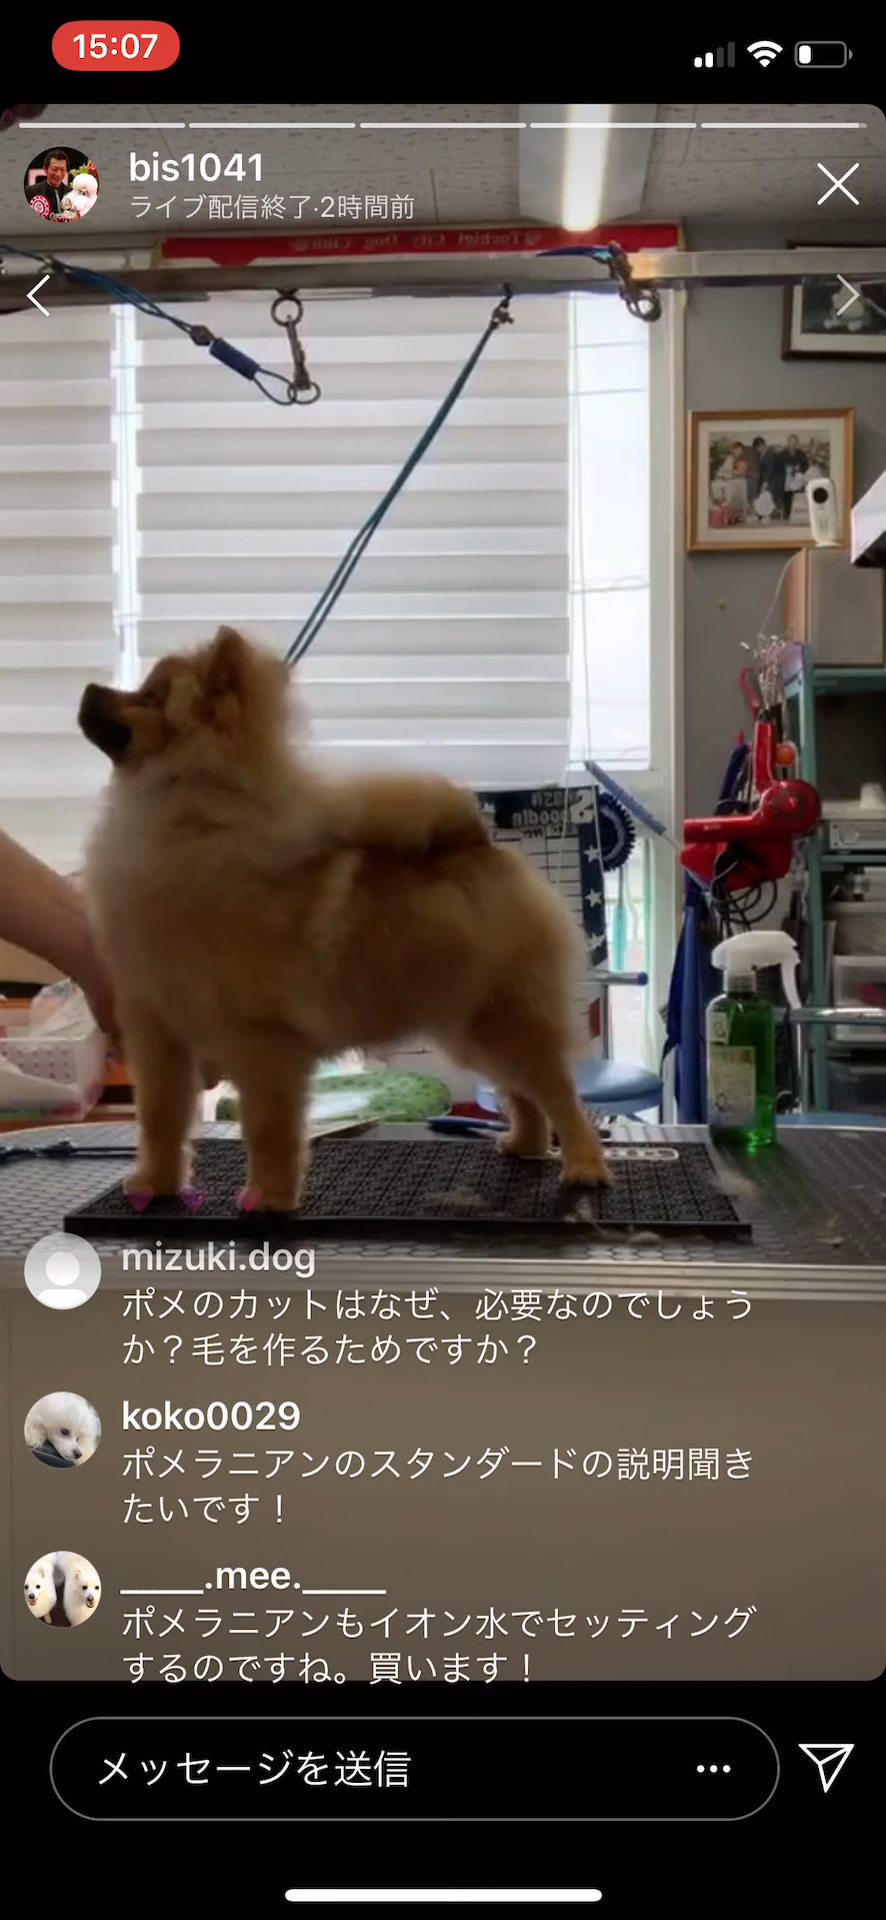 15:07
bis1041
ライブ配信終了·2時間前
Tochigi City Dog Club
mizuki.dog
ポメのカットはなぜ、必要なのでしょう
か？毛を作るためですか？
koko0029
ポメラニアンのスタンダードの説明聞き
たいです！
_____.mee._____
ポメラニアンもイオン水でセッティング
するのですね。買います！
メッセージを送信